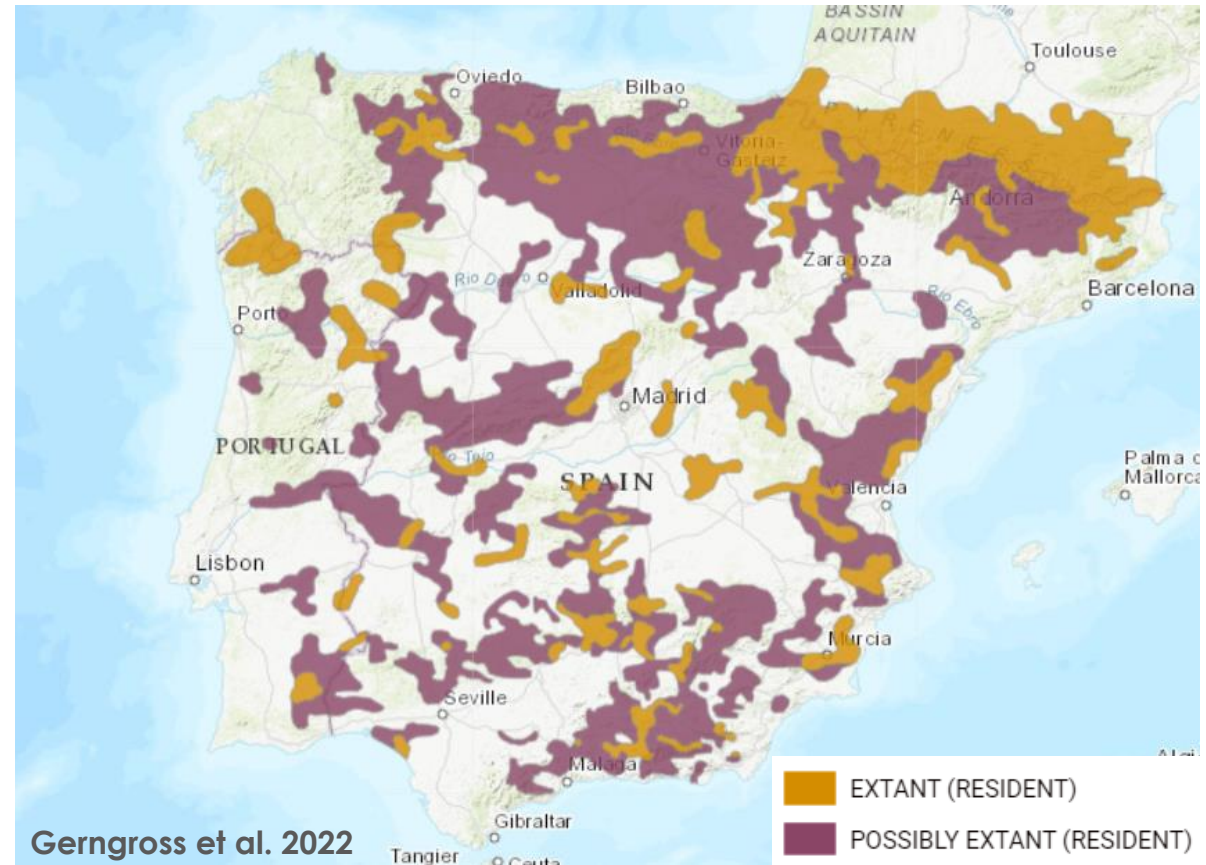 BASSIN
AQUITAIN
Toulouse
Oviedo
Bilbao
PYRENEES
Vitoria-
Gasteiz
Andorra
Zaragoza
Rio Duero
Valladolid
Barcelona
Rio Ebro
Porto
Madrid
PORTUGAL
Tajo
SPAIN
Palma d
Mallorca
Valencia
Lisbon
Murcia
Seville
Malaga
EXTANT (RESIDENT)
Gibraltar
POSSIBLY EXTANT (RESIDENT)
Gerngross et al. 2022
Tangier
Ceuta